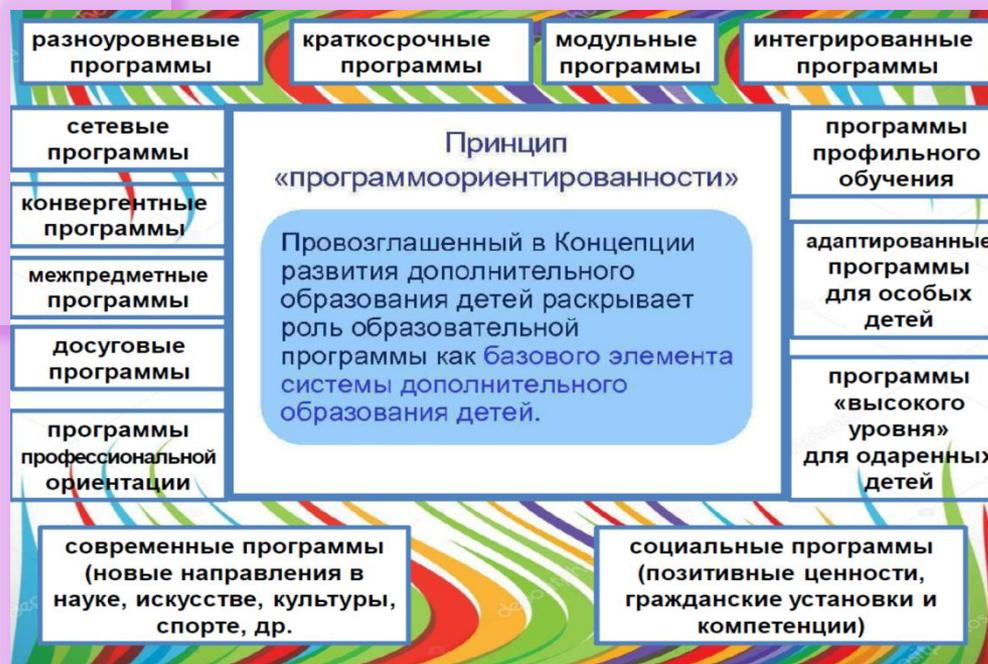 разноуровневые
программы
краткосрочные
программы
модульные
программы
интегрированные
программы
сетевые
программы
конвергентные
программы
межпредметные
программы
досуговые
программы
программы
профессиональной
ориентации
Принцип
«программоориентированности»
Провозглашенный в Концепции
развития дополнительного
образования детей раскрывает
роль образовательной
программы как базового элемента
системы дополнительного
образования детей.
программы
профильного
обучения
адаптированные
программы
для особых
детей
программы
«высокого
уровня»
для одаренных
детей
современные программы
(новые направления в
науке, искусстве, культуры,
спорте, др.
социальные программы
(позитивные ценности,
гражданские установки и
компетенции)